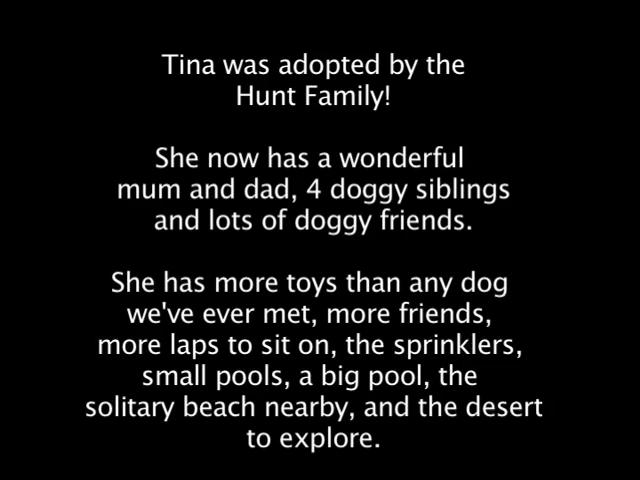 Tina was adopted by the
Hunt Family!
She now has a wonderful
mum and dad, 4 doggy siblings
and lots of doggy friends.
She has more toys than any dog
we've ever met, more friends,
more laps to sit on, the sprinklers,
small pools, a big pool, the
solitary beach nearby, and the desert
to explore.